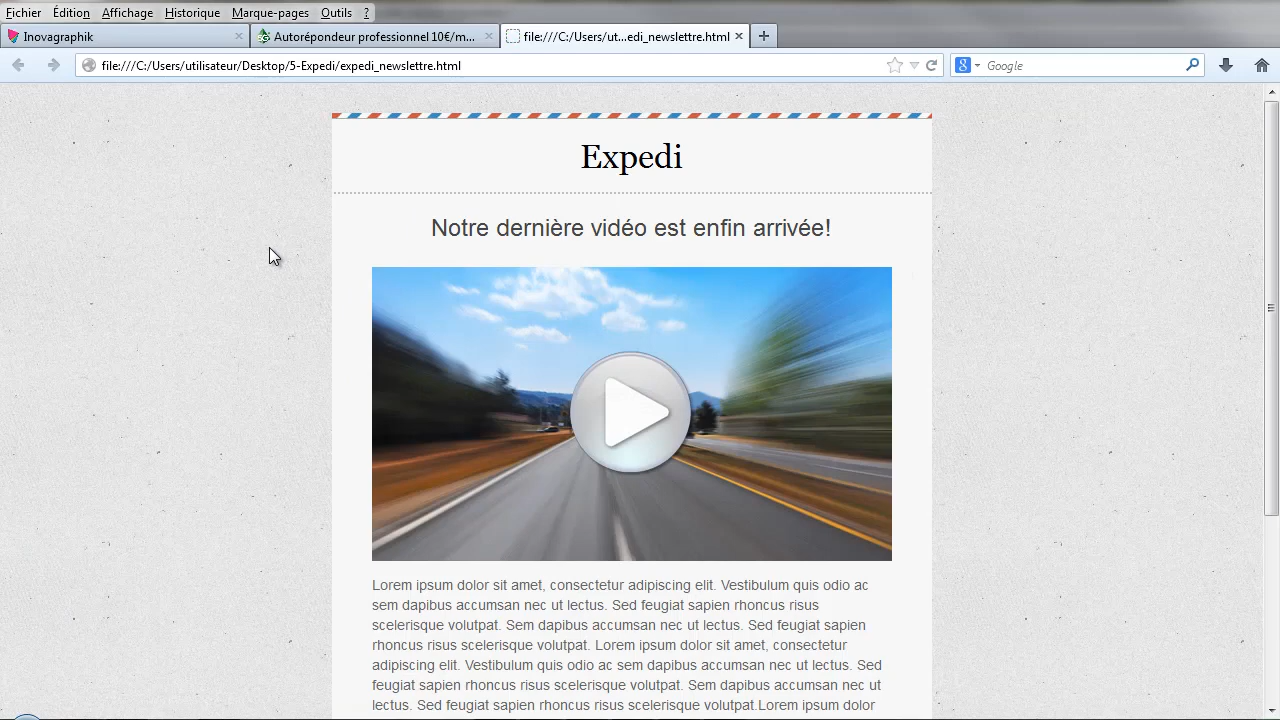 Fichier Édition Affichage Historique Marque-pages Outils ?
Inovagraphik
Autorépondeur professionnel 10€/m...
file:///C:/Users/ut...edi_newslettre.html
file:///C:/Users/utilisateur/Desktop/5-Expedi/expedi_newslettre.html
Google
Expedi
Notre dernière vidéo est enfin arrivée!
Lorem ipsum dolor sit amet, consectetur adipiscing elit. Vestibulum quis odio ac
sem dapibus accumsan nec ut lectus. Sed feugiat sapien rhoncus risus
scelerisque volutpat. Sem dapibus accumsan nec ut lectus. Sed feugiat sapien
rhoncus risus scelerisque volutpat. Lorem ipsum dolor sit amet, consectetur
adipiscing elit. Vestibulum quis odio ac sem dapibus accumsan nec ut lectus. Sed
feugiat sapien rhoncus risus scelerisque volutpat. Sem dapibus accumsan nec ut
lectus. Sed feugiat sapien rhoncus risus scelerisque volutpat.Lorem ipsum dolor